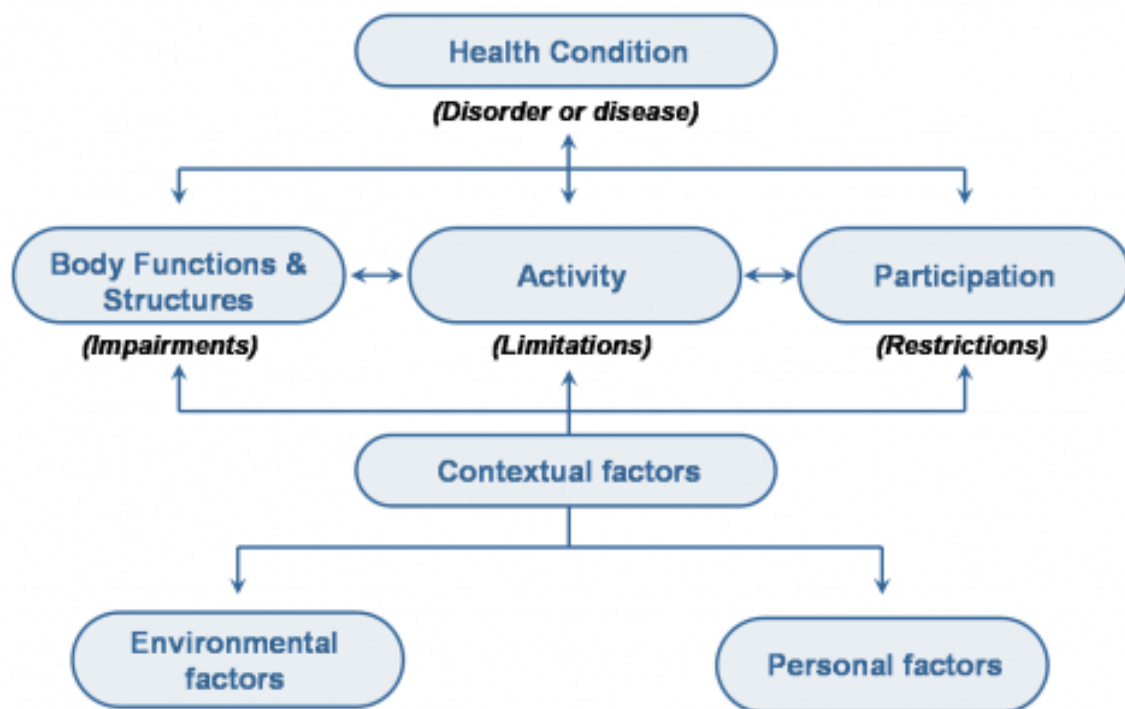 Health Condition
(Disorder or disease)
Body Functions &
Structures
Activity
Participation
(Impairments)
(Limitations)
(Restrictions)
Contextual factors
Environmental
factors
Personal factors